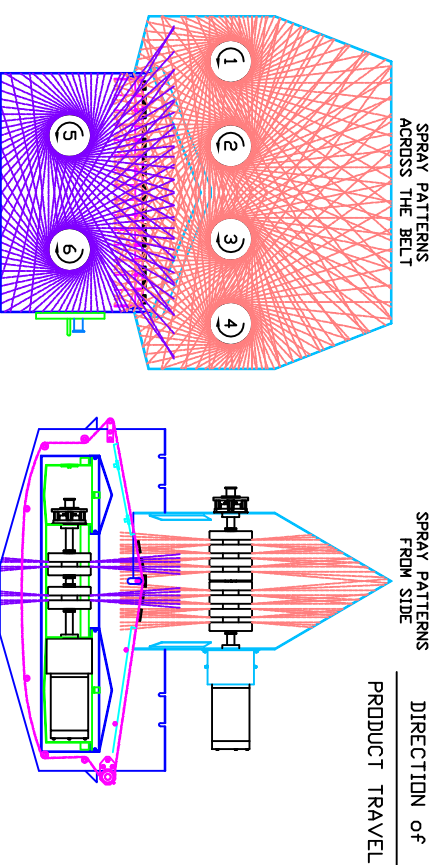 SPRAY PATTERNS
ACROSS THE BELT
1
2
3
4
5
6
SPRAY PATTERNS
FROM SIDE
DIRECTION of
PRODUCT TRAVEL